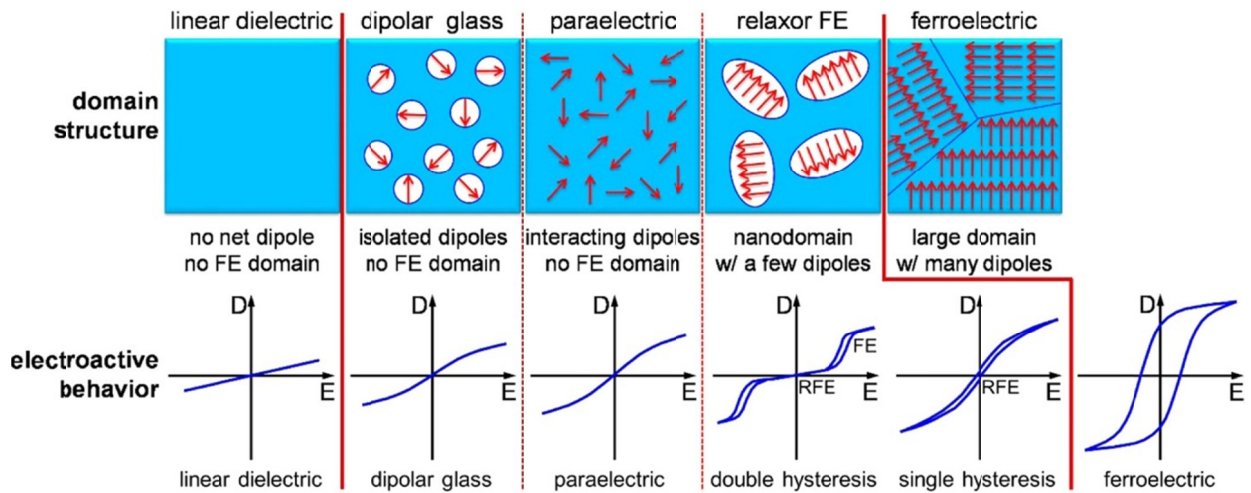 linear dielectric dipolar glass paraelectric relaxor FE ferroelectric
domain
structure
no net dipole isolated dipoles interacting dipoles nanodomain large domain
no FE domain no FE domain no FE domain w/ a few dipoles w/ many dipoles
D D D D D D
electroactive
behavior
FE
E E E RFE E RFE E E
linear dielectric dipolar glass paraelectric double hysteresis single hysteresis ferroelectric